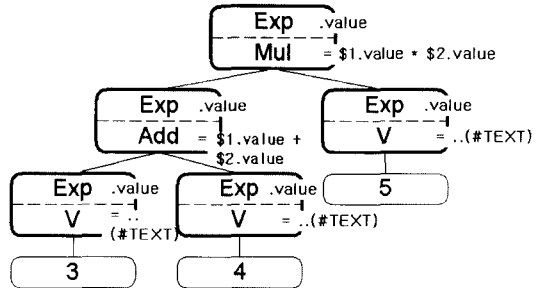 Exp .value
Mul = $1.value * $2.value
Exp .value Exp .value
Add = $1.value + V = ..(#TEXT)
$2.value
Exp .value Exp .value 5
V = .. V = ..(#TEXT)
(#TEXT)
3 4